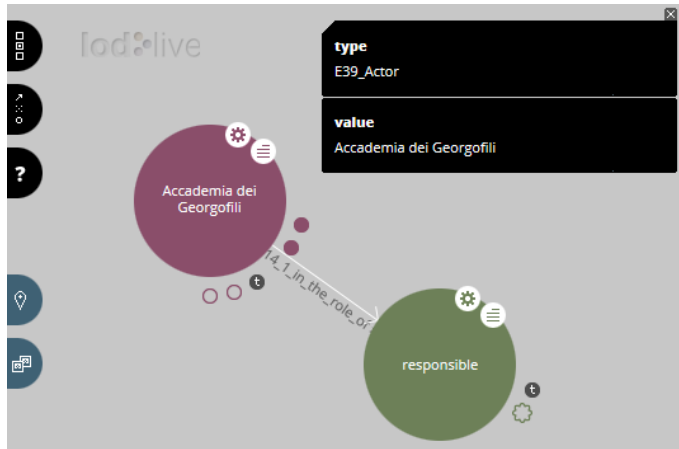 lod live
type
E39_Actor
value
Accademia dei Georgofili
?
Accademia dei
Georgofili
14_1_in_the_role_of
t
responsible
t